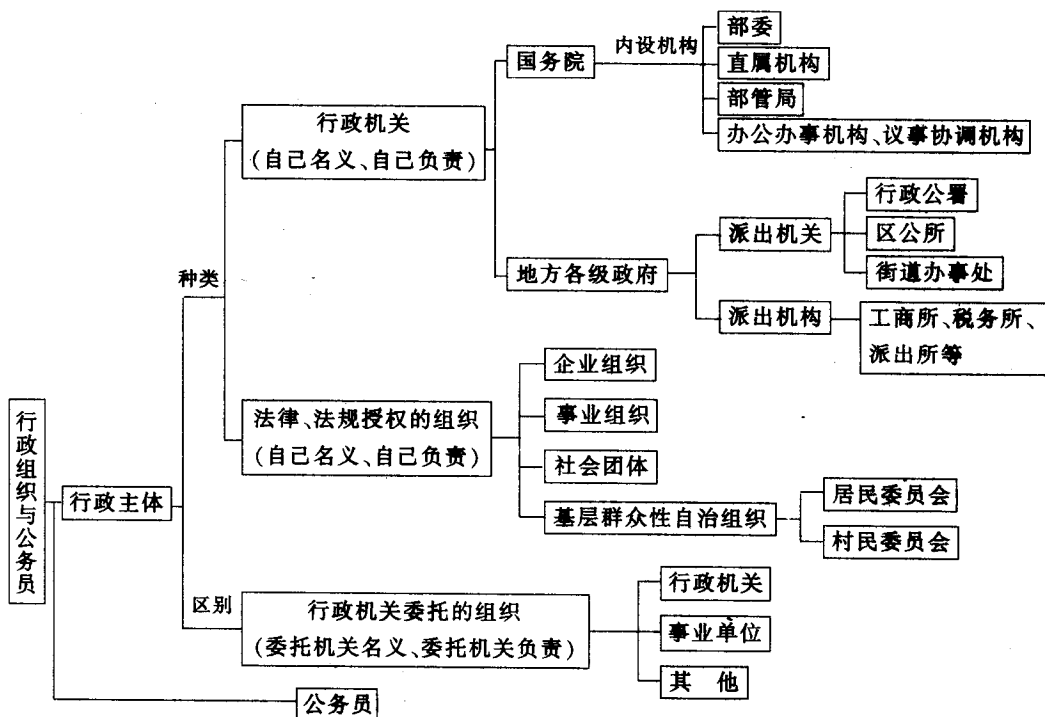 行政组织与公务员
行政主体
种类
行政机关
(自己名义、自己负责)
国务院
内设机构
部委
直属机构
部管局
办公办事机构、议事协调机构
地方各级政府
派出机关
行政公署
区公所
街道办事处
派出机构
工商所、税务所、
派出所等
法律、法规授权的组织
(自己名义、自己负责)
企业组织
事业组织
社会团体
基层群众性自治组织
居民委员会
村民委员会
区别
行政机关委托的组织
(委托机关名义、委托机关负责)
行政机关
事业单位
其 他
公务员